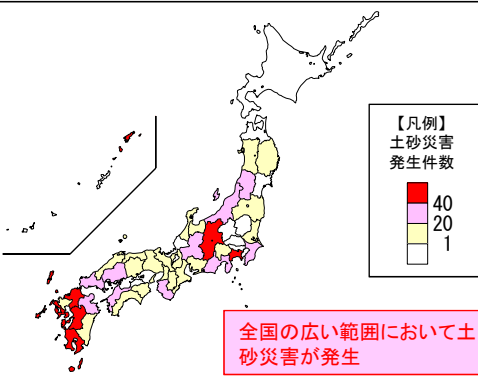 【凡例】
土砂災害
発生件数
40
20
1
全国の広い範囲において土
砂災害が発生